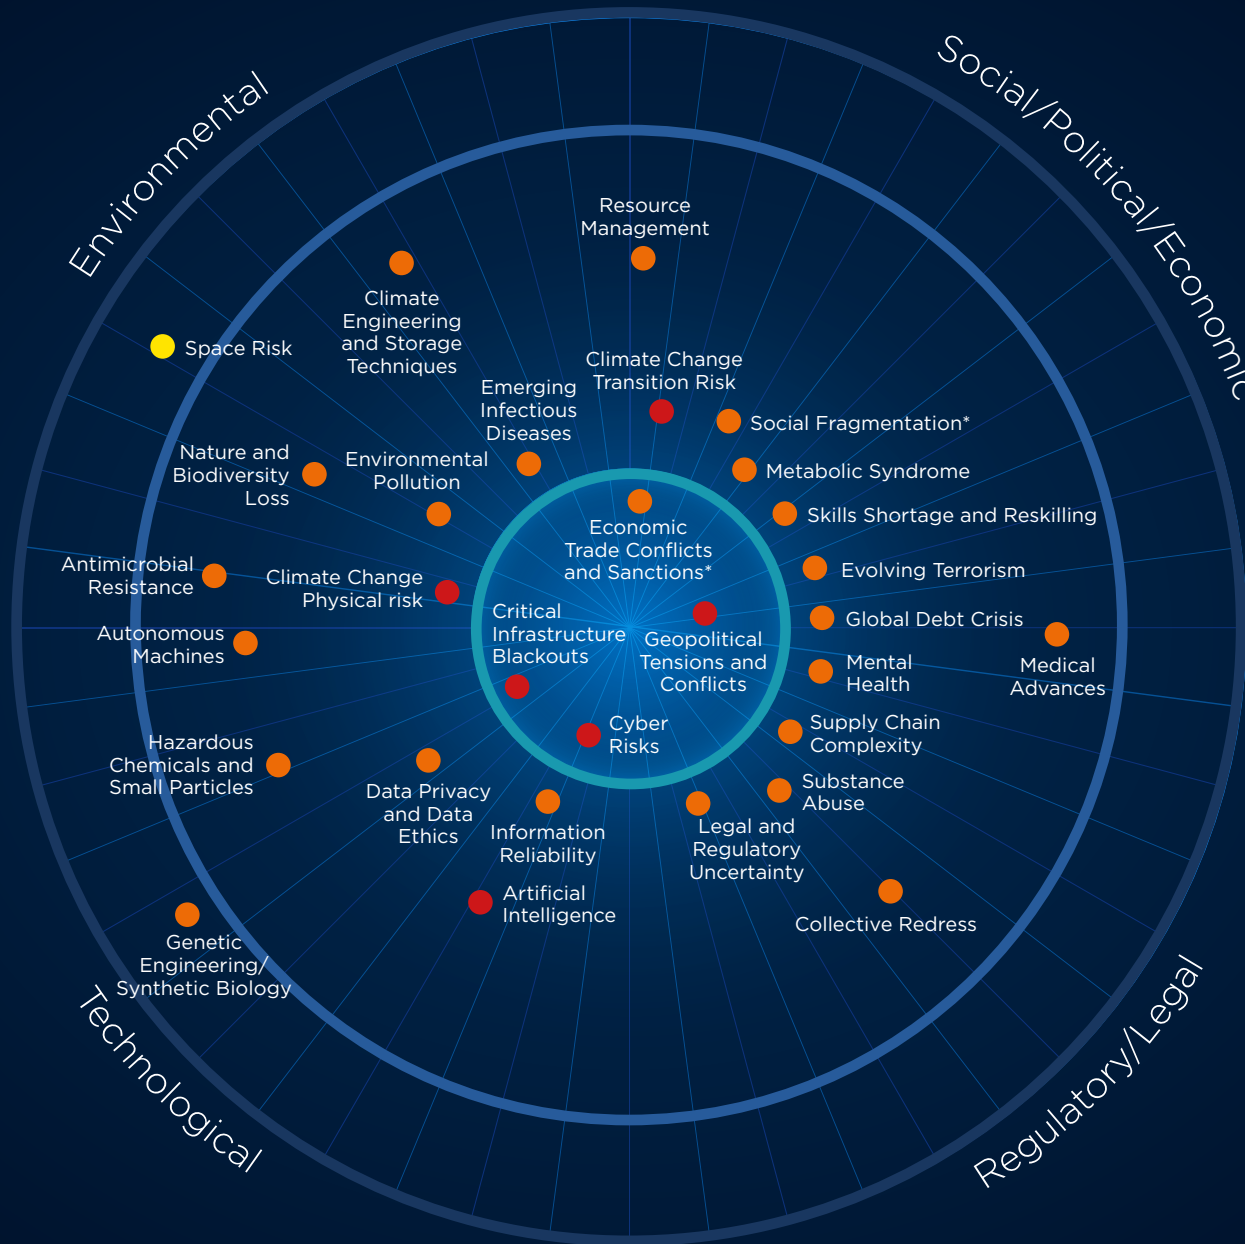 Environmental
Social/Political/Economic
Resource
Management
Climate
Engineering
and Storage
Techniques
Space Risk
Climate Change
Transition Risk
Emerging
Infectious
Diseases
Social Fragmentation*
Nature and
Biodiversity
Loss
Environmental
Pollution
Metabolic Syndrome
Skills Shortage and Reskilling
Economic
Trade Conflicts
and Sanctions*
Antimicrobial
Resistance
Climate Change
Physical risk
Evolving Terrorism
Critical
Infrastructure
Blackouts
Geopolitical
Tensions and
Conflicts
Global Debt Crisis
Autonomous
Machines
Mental
Health
Medical
Advances
Cyber
Risks
Supply Chain
Complexity
Hazardous
Chemicals and
Small Particles
Data Privacy
and Data
Ethics
Substance
Abuse
Information
Reliability
Legal and
Regulatory
Uncertainty
Artificial
Intelligence
Collective Redress
Genetic
Engineering/
Synthetic Biology
Technological
Regulatory/Legal